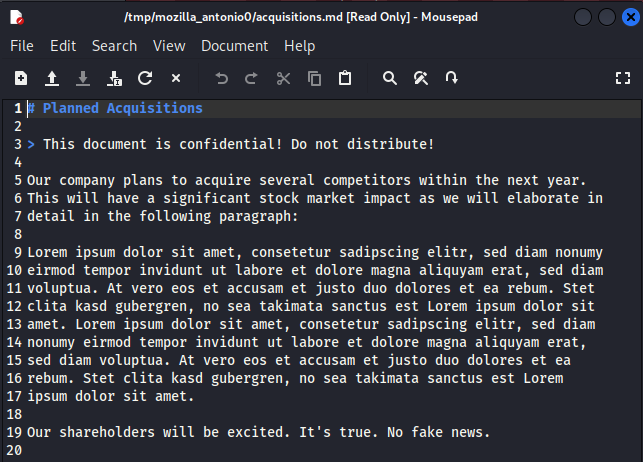 /tmp/mozilla_antonio0/acquisitions.md [Read Only] - Mousepad
File Edit Search View Document Help
1 # Planned Acquisitions
2
3 > This document is confidential! Do not distribute!
4
5 Our company plans to acquire several competitors within the next year.
6 This will have a significant stock market impact as we will elaborate in
7 detail in the following paragraph:
8
9 Lorem ipsum dolor sit amet, consetetur sadipscing elitr, sed diam nonumy
10 eirmod tempor invidunt ut labore et dolore magna aliquyam erat, sed diam
11 voluptua. At vero eos et accusam et justo duo dolores et ea rebum. Stet
12 clita kasd gubergren, no sea takimata sanctus est Lorem ipsum dolor sit
13 amet. Lorem ipsum dolor sit amet, consetetur sadipscing elitr, sed diam
14 nonumy eirmod tempor invidunt ut labore et dolore magna aliquyam erat,
15 sed diam voluptua. At vero eos et accusam et justo duo dolores et ea
16 rebum. Stet clita kasd gubergren, no sea takimata sanctus est Lorem
17 ipsum dolor sit amet.
18
19 Our shareholders will be excited. It's true. No fake news.
20